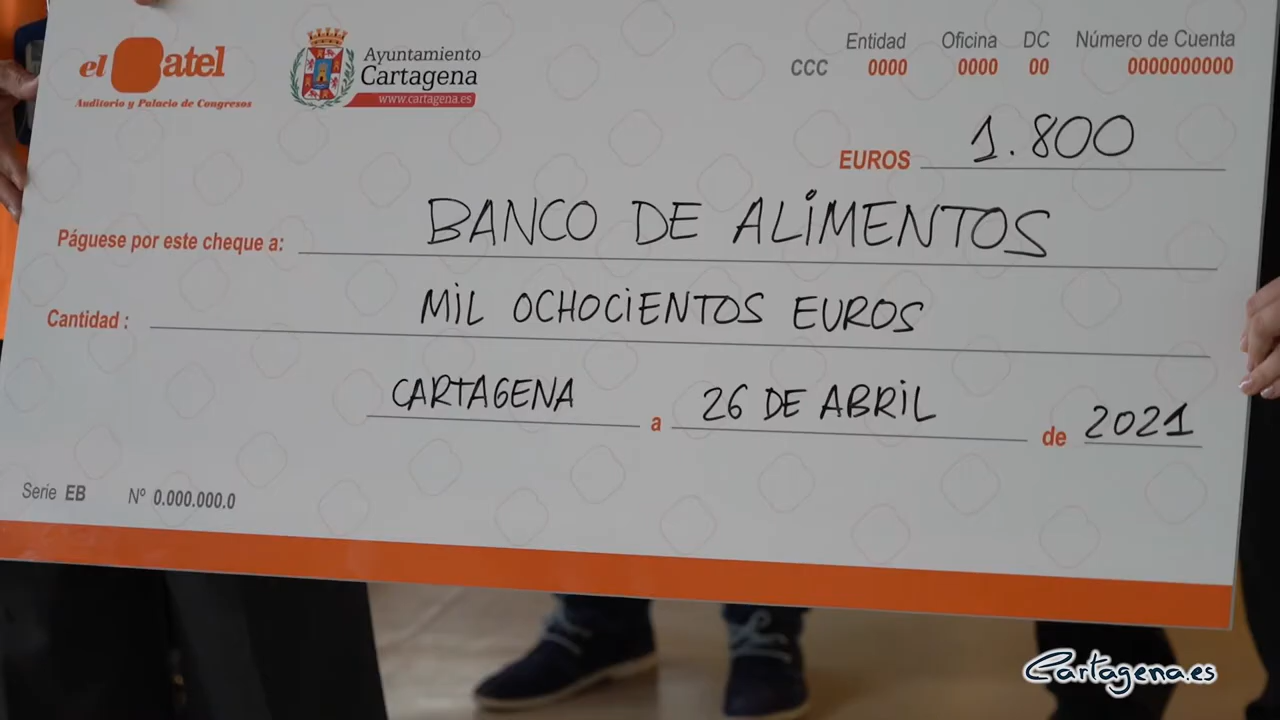 el Batel
Auditorio y Palacio de Congresos
Ayuntamiento
Cartagena
www.cartagena.es
Entidad Oficina DC Número de Cuenta
CCC 0000 0000 00 0000000000
EUROS 1.800
Páguese por este cheque a: BANCO DE ALIMENTOS
Cantidad : MIL OCHOCIENTOS EUROS
CARTAGENA a 26 DE ABRIL de 2021
Serie EB Nº 0.000.000.0
Cartagena.es